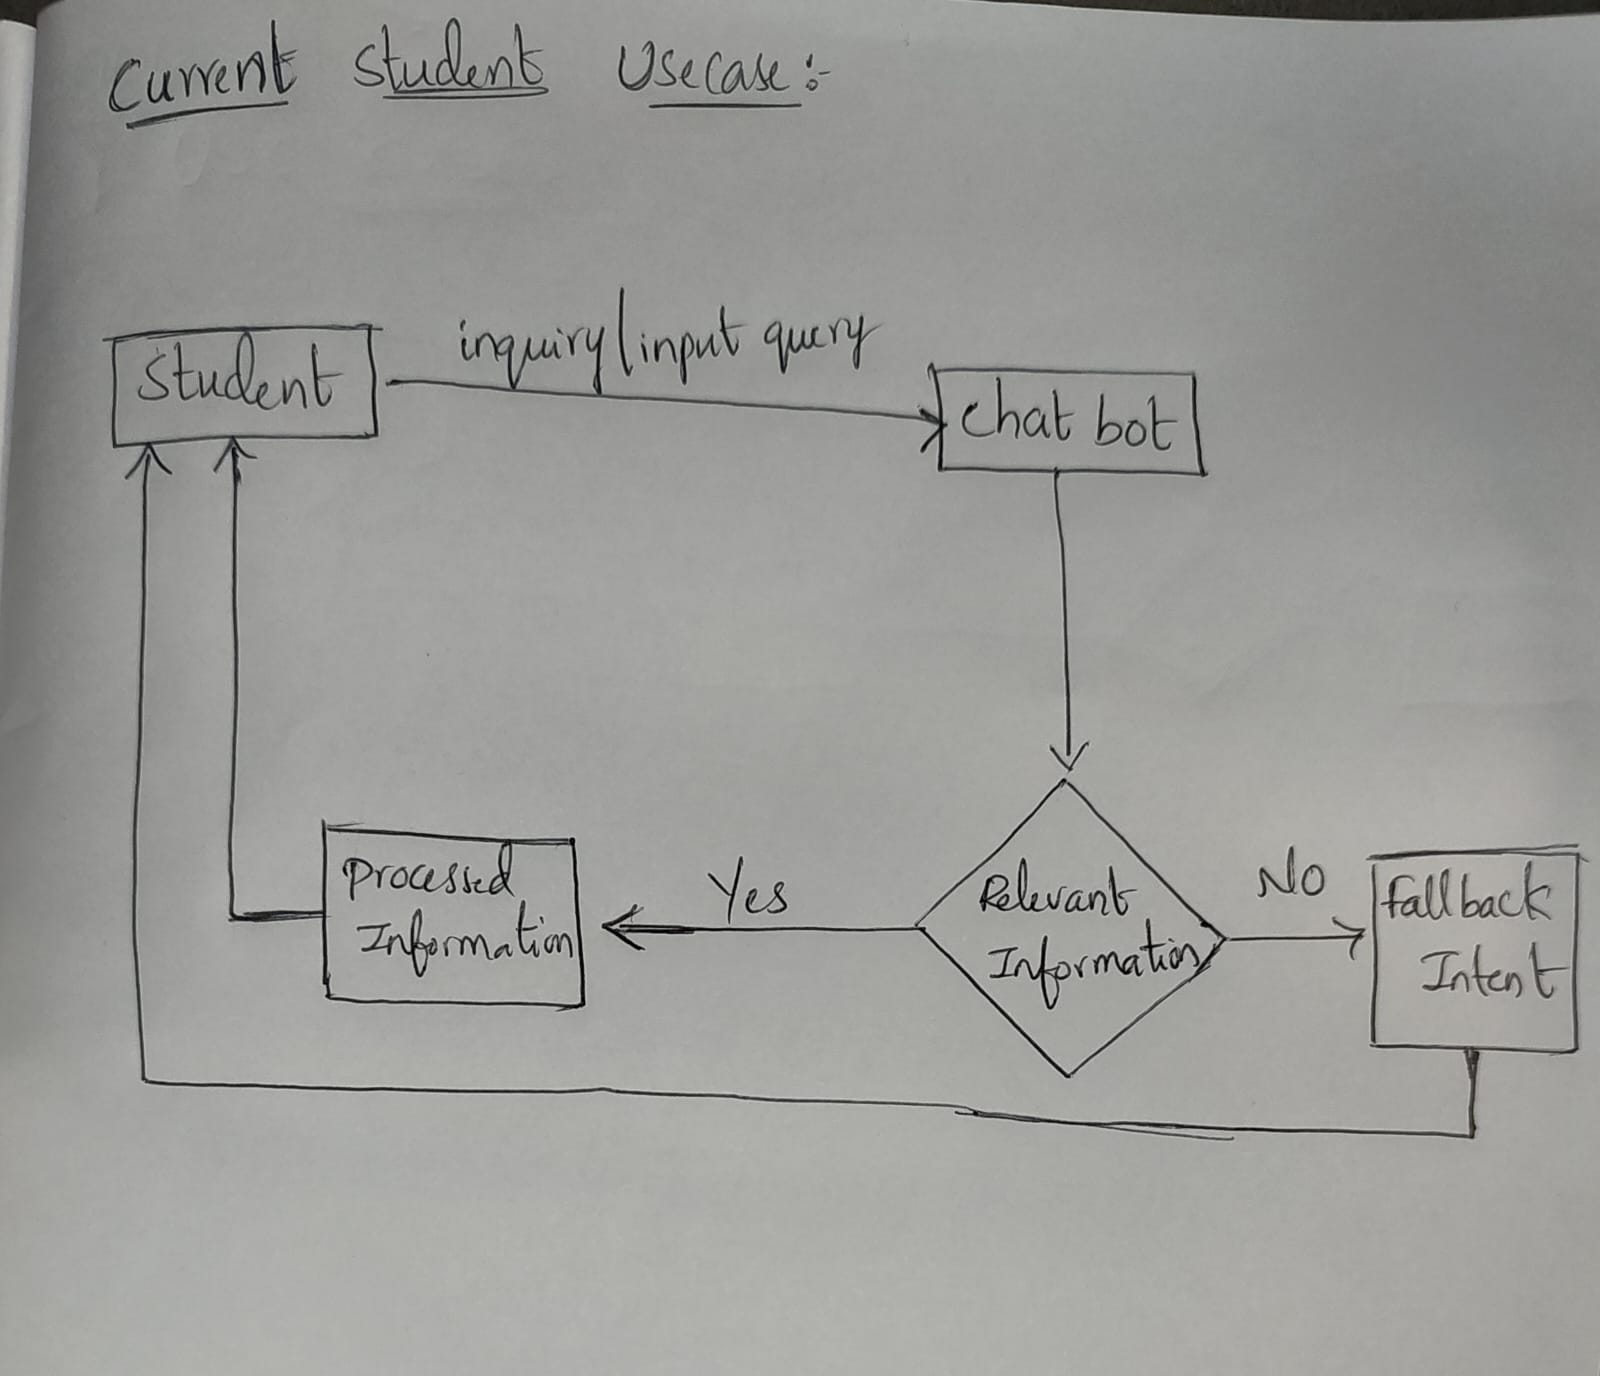 Current Student Usecase:-
Student
inquiry/input query
Chat bot
Relevant
Information
Yes
No
Processed
Information
fallback
Intent